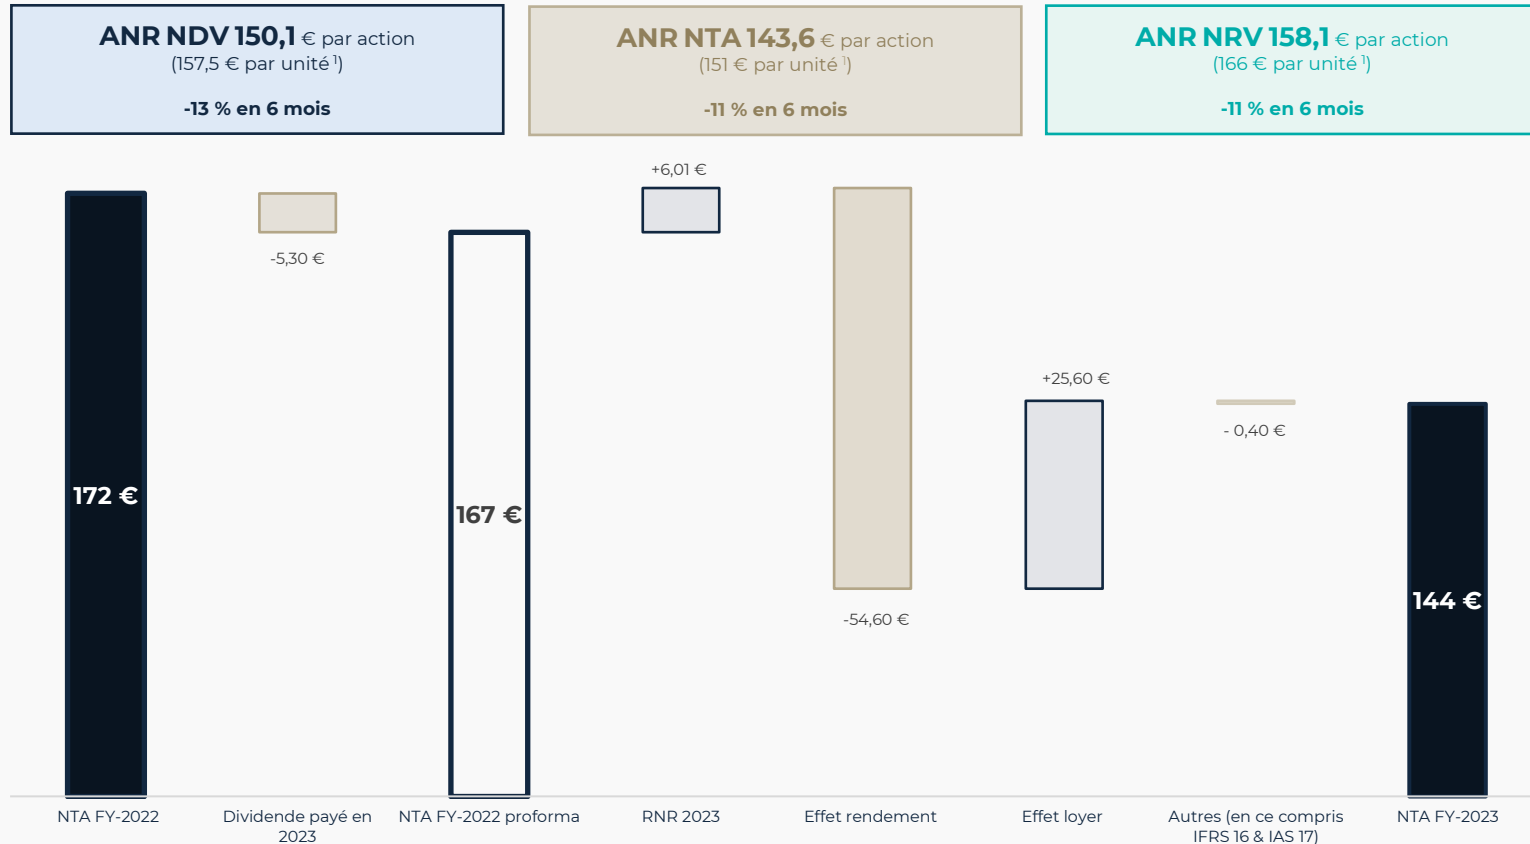 ANR NDV 150,1 € par action
(157,5 € par unité ¹)
-13 % en 6 mois
ANR NTA 143,6 € par action
(151 € par unité ¹)
-11 % en 6 mois
ANR NRV 158,1 € par action
(166 € par unité ¹)
-11 % en 6 mois
+6,01 €
-5,30 €
+25,60 €
- 0,40 €
172 €
167 €
144 €
-54,60 €
NTA FY-2022
Dividende payé en
2023
NTA FY-2022 proforma
RNR 2023
Effet rendement
Effet loyer
Autres (en ce compris
IFRS 16 & IAS 17)
NTA FY-2023